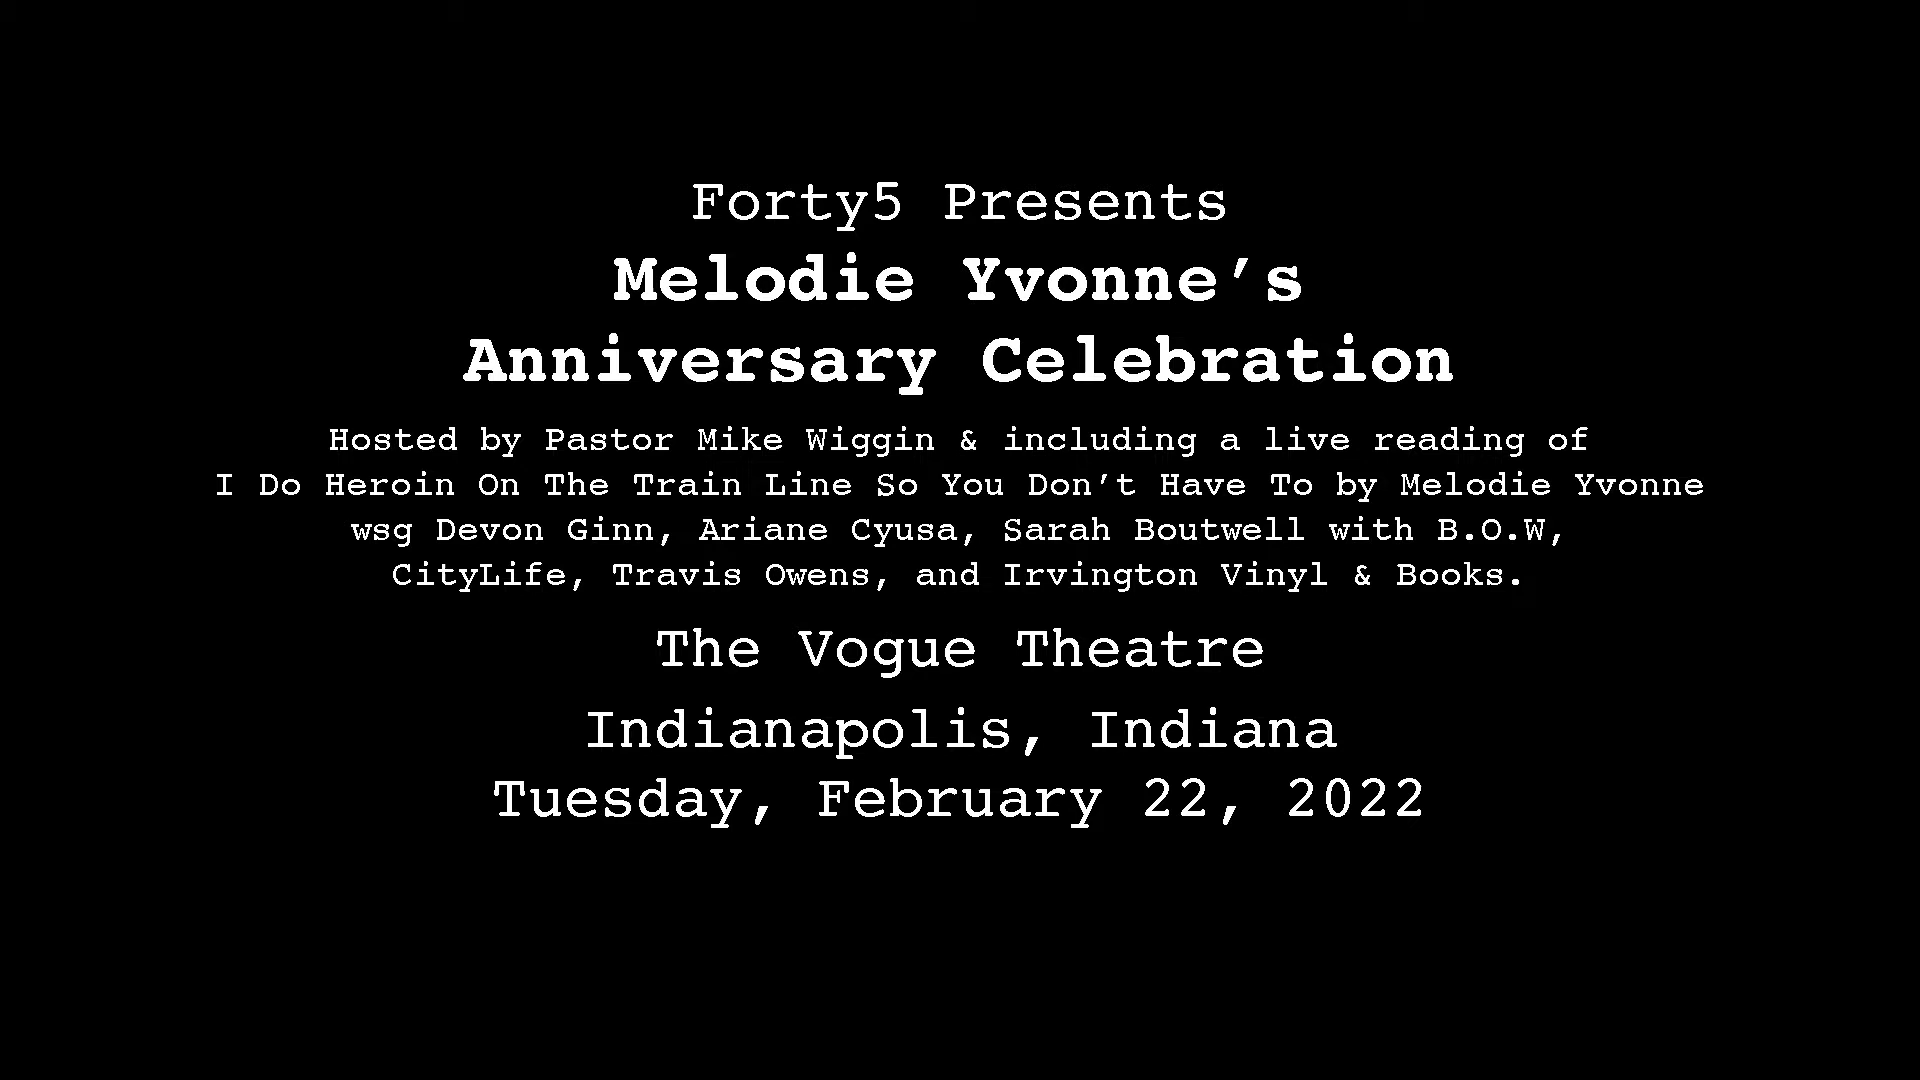 Forty5 Presents
Melodie Yvonne’s
Anniversary Celebration
Hosted by Pastor Mike Wiggin & including a live reading of
I Do Heroin On The Train Line So You Don’t Have To by Melodie Yvonne
wsg Devon Ginn, Ariane Cyusa, Sarah Boutwell with B.O.W,
CityLife, Travis Owens, and Irvington Vinyl & Books.
The Vogue Theatre
Indianapolis, Indiana
Tuesday, February 22, 2022